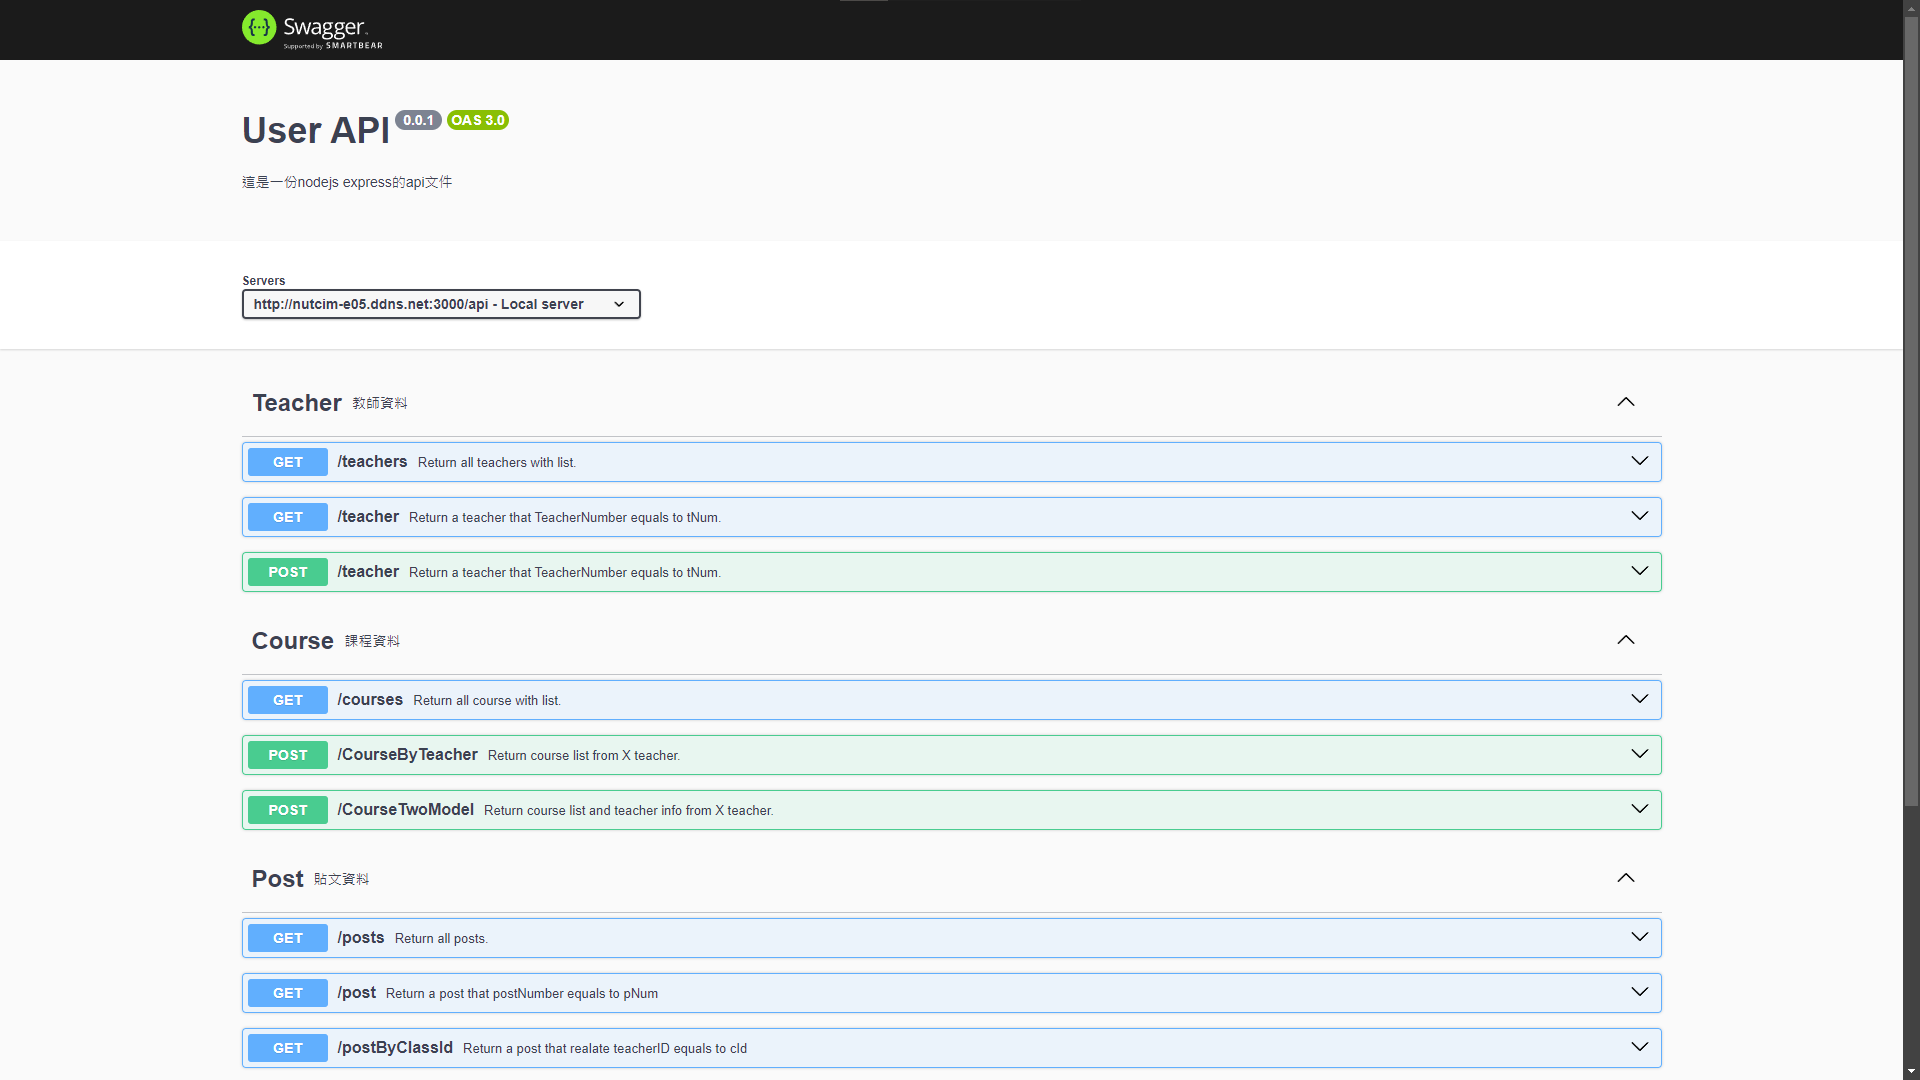 Swagger
Supported by SMARTBEAR
User API 0.0.1 OAS 3.0
這是一份nodejs express的api文件
Servers
http://nutcim-e05.ddns.net:3000/api - Local server
Teacher 教師資料
GET /teachers Return all teachers with list.
GET /teacher Return a teacher that TeacherNumber equals to tNum.
POST /teacher Return a teacher that TeacherNumber equals to tNum.
Course 課程資料
GET /courses Return all course with list.
POST /CourseByTeacher Return course list from X teacher.
POST /CourseTwoModel Return course list and teacher info from X teacher.
Post 貼文資料
GET /posts Return all posts.
GET /post Return a post that postNumber equals to pNum
GET /postByClassId Return a post that realate teacherID equals to cId